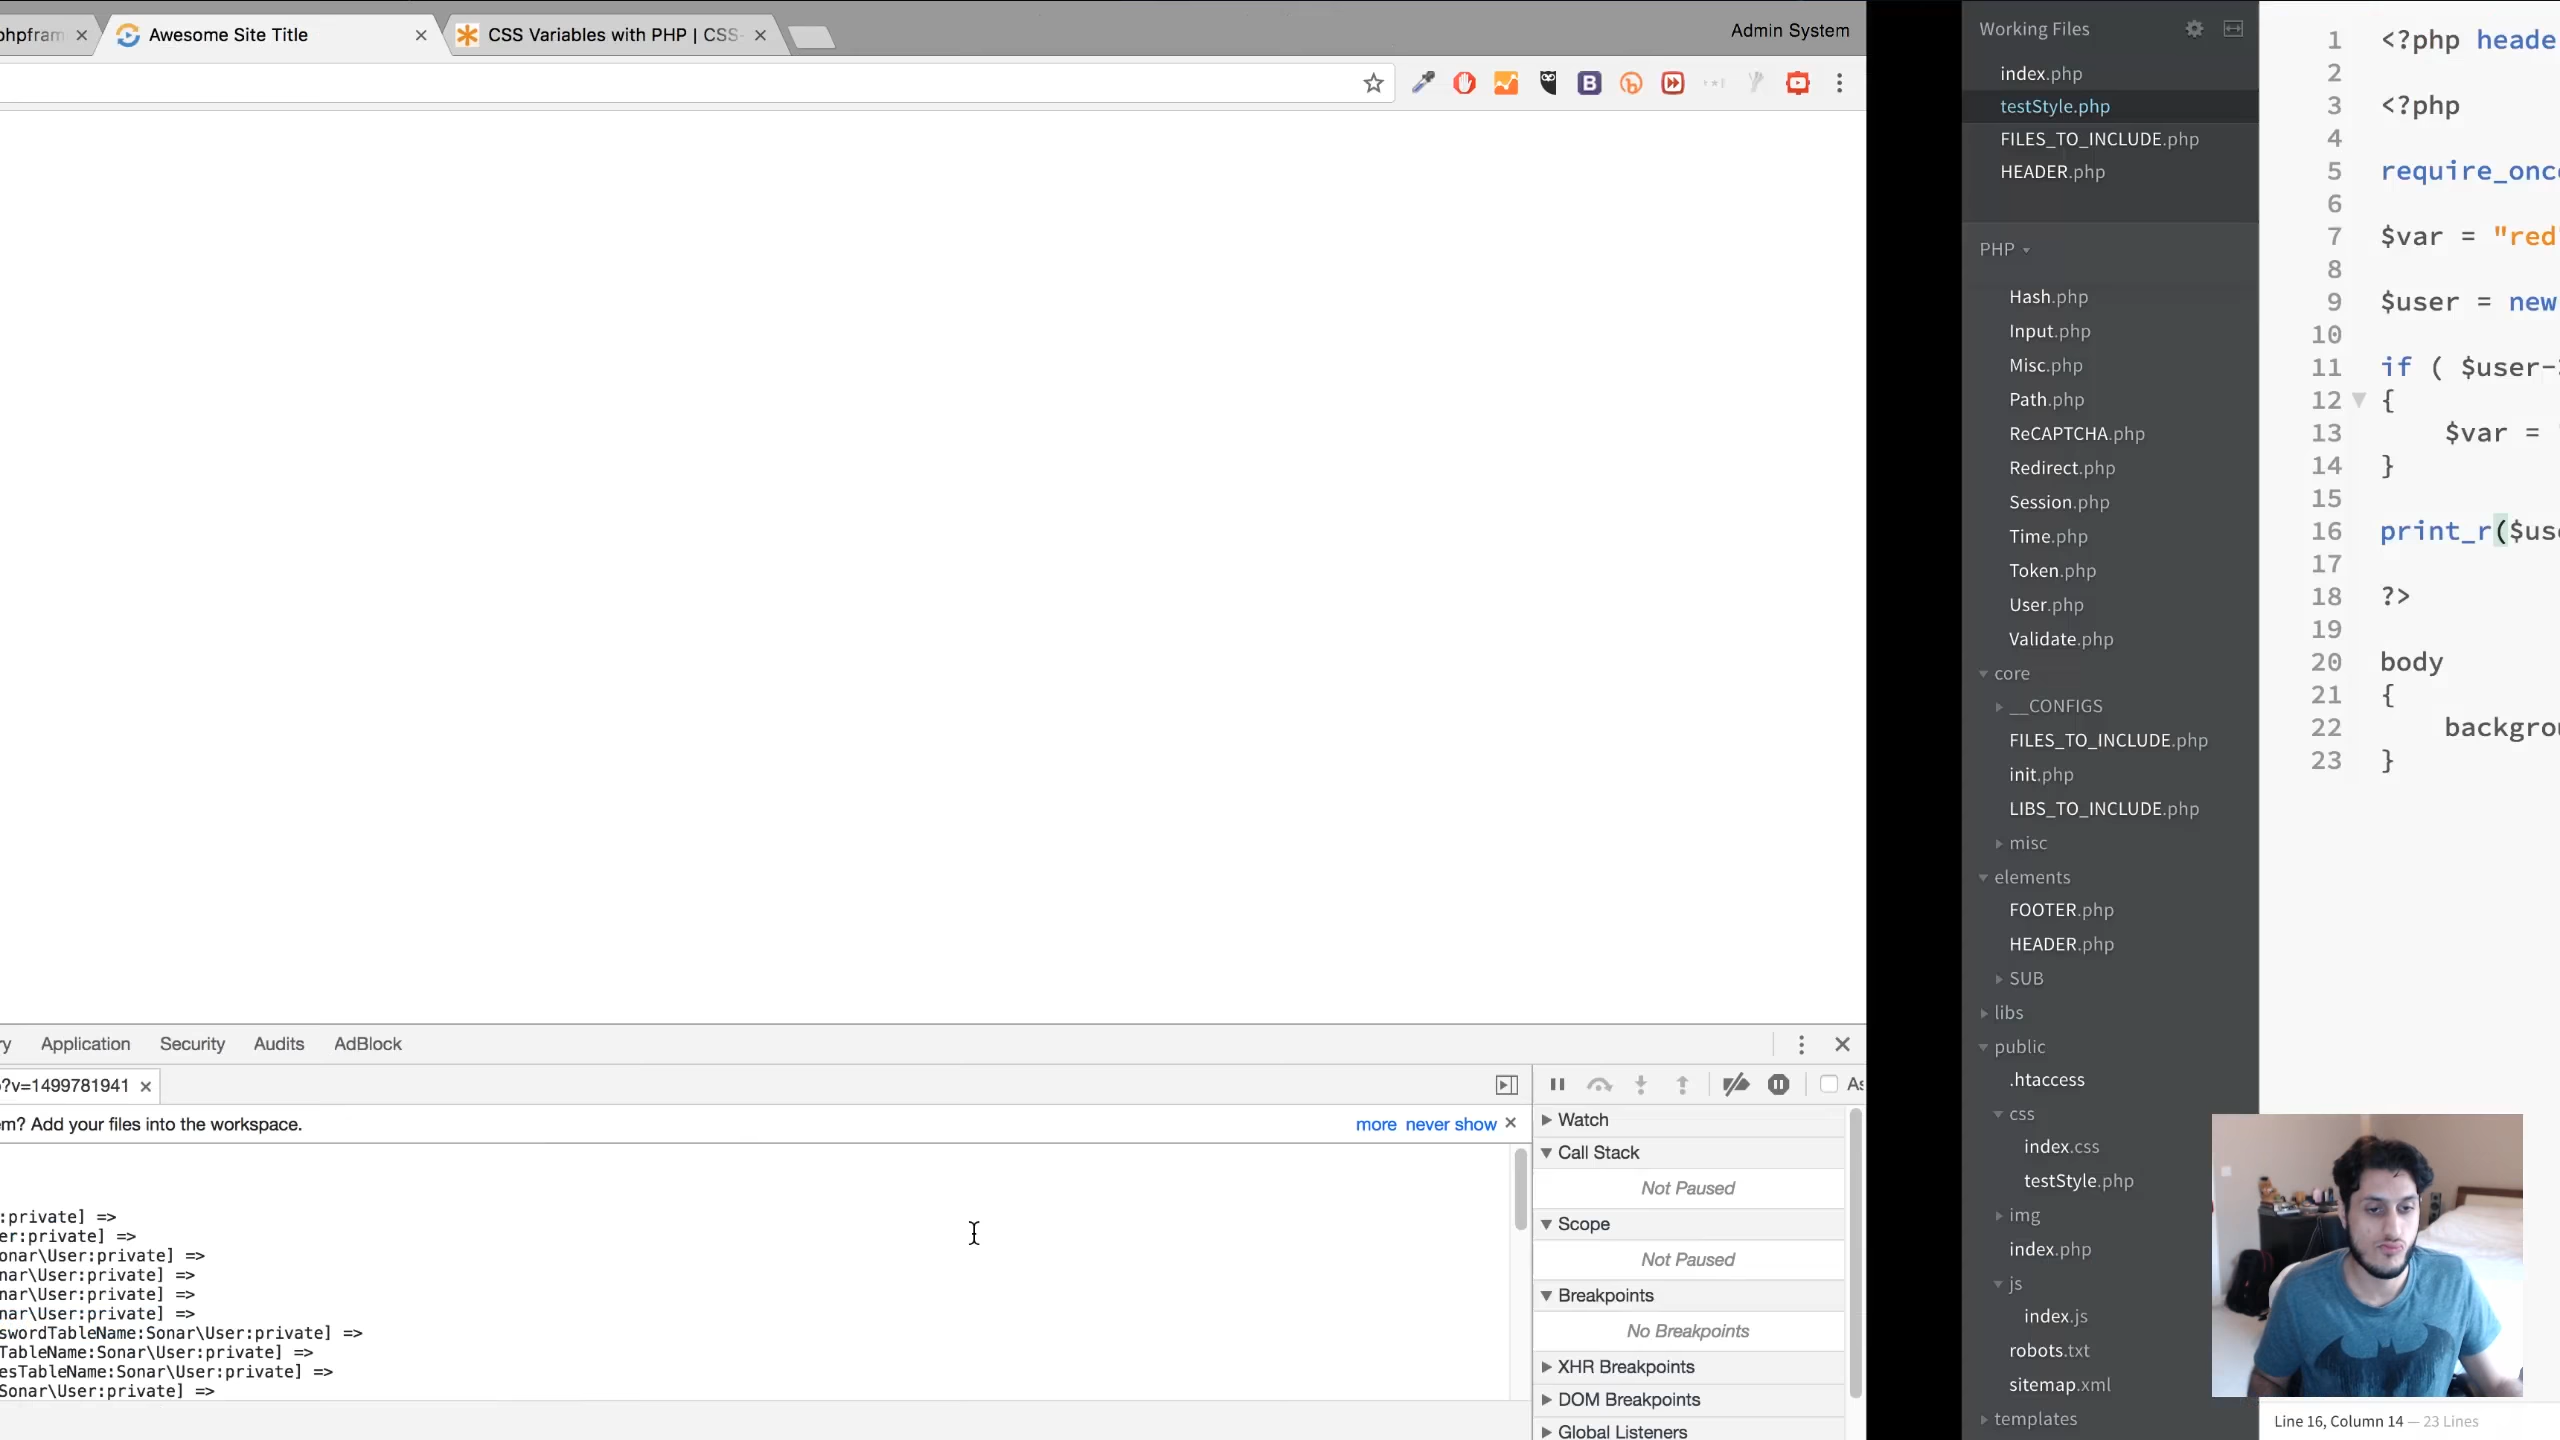 phpfram
Awesome Site Title
CSS Variables with PHP | CSS-
Admin System
Application
Security
Audits
AdBlock
?v=1499781941
m? Add your files into the workspace.
more
never show
:private] =>
er:private] =>
onar\User:private] =>
nar\User:private] =>
nar\User:private] =>
nar\User:private] =>
swordTableName:Sonar\User:private] =>
TableName:Sonar\User:private] =>
esTableName:Sonar\User:private] =>
Sonar\User:private] =>
Watch
Call Stack
Not Paused
Scope
Not Paused
Breakpoints
No Breakpoints
XHR Breakpoints
DOM Breakpoints
Global Listeners
Working Files
index.php
testStyle.php
FILES_TO_INCLUDE.php
HEADER.php
PHP
Hash.php
Input.php
Misc.php
Path.php
ReCAPTCHA.php
Redirect.php
Session.php
Time.php
Token.php
User.php
Validate.php
core
__CONFIGS
FILES_TO_INCLUDE.php
init.php
LIBS_TO_INCLUDE.php
misc
elements
FOOTER.php
HEADER.php
SUB
libs
public
.htaccess
css
index.css
testStyle.php
img
index.php
js
index.js
robots.txt
sitemap.xml
templates
1 <?php heade
2
3 <?php
4
5 require_onc
6
7 $var = "red
8
9 $user = new
10
11 if ( $user-
12 {
13 $var =
14 }
15
16 print_r($us
17
18 ?>
19
20 body
21 {
22 backgro
23 }
Line 16, Column 14 — 23 Lines